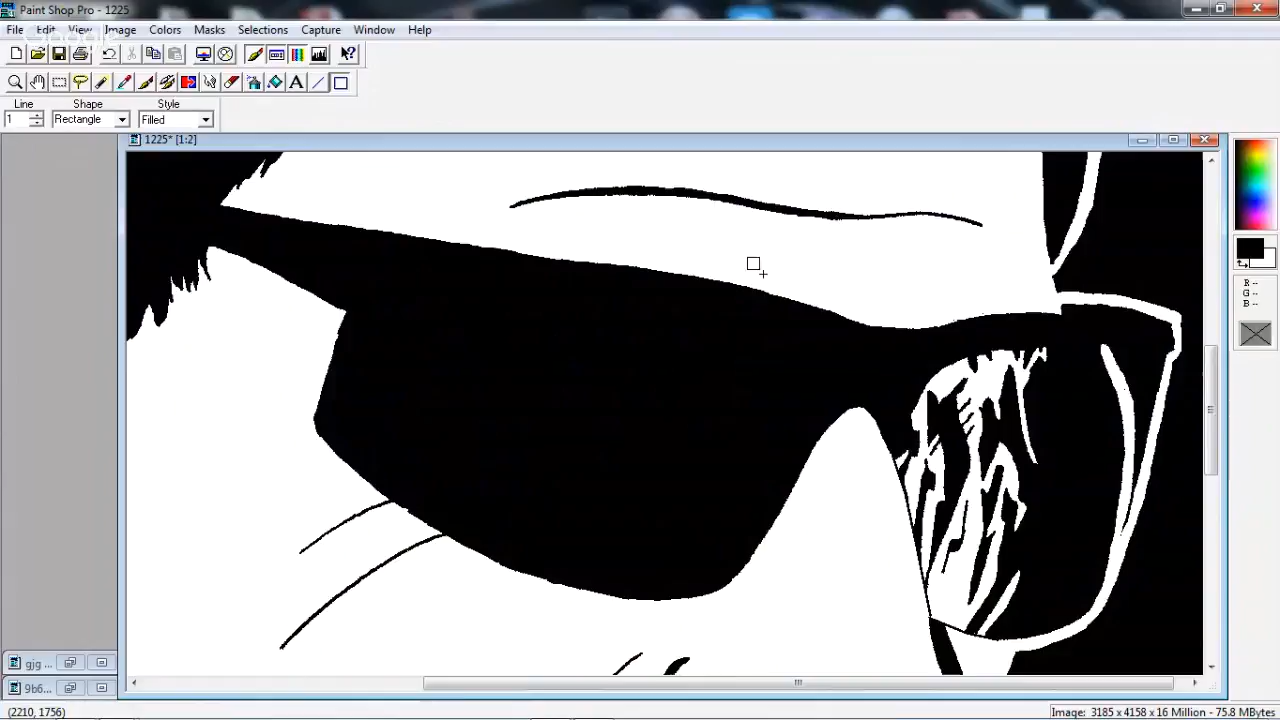 Paint Shop Pro - 1225
File Edit View Image Colors Masks Selections Capture Window Help
Google
Line Shape Style
1 Rectangle Filled
1225* [1:2]
R --
G --
B --
gjg ...
9b6...
(2210, 1756)
Image: 3185 x 4158 x 16 Million - 75.8 MBytes